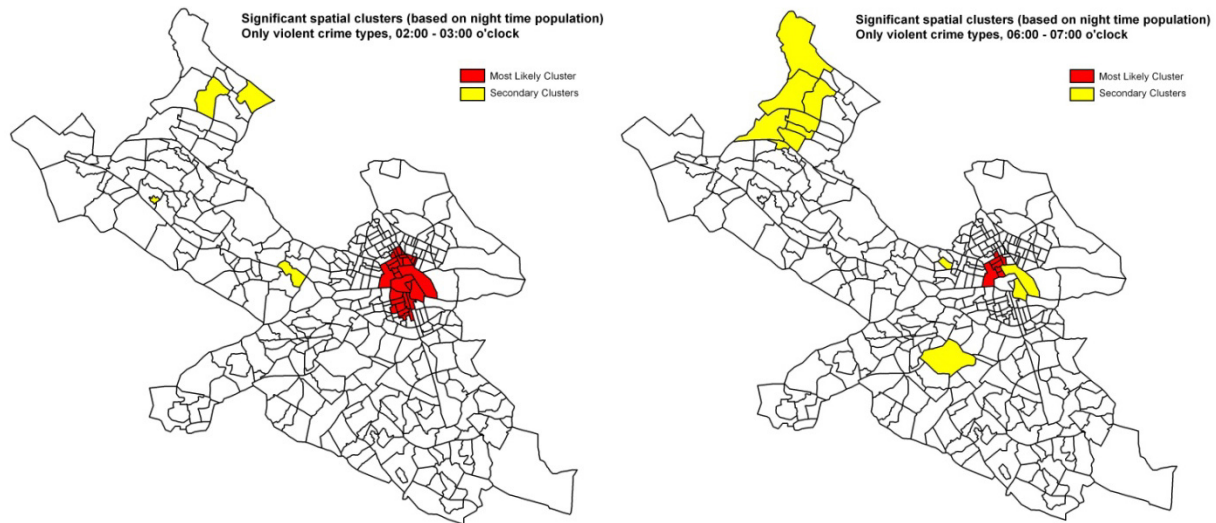 Significant spatial clusters (based on night time population)
Only violent crime types, 02:00 - 03:00 o'clock
Most Likely Cluster
Secondary Clusters
Significant spatial clusters (based on night time population)
Only violent crime types, 06:00 - 07:00 o'clock
Most Likely Cluster
Secondary Clusters